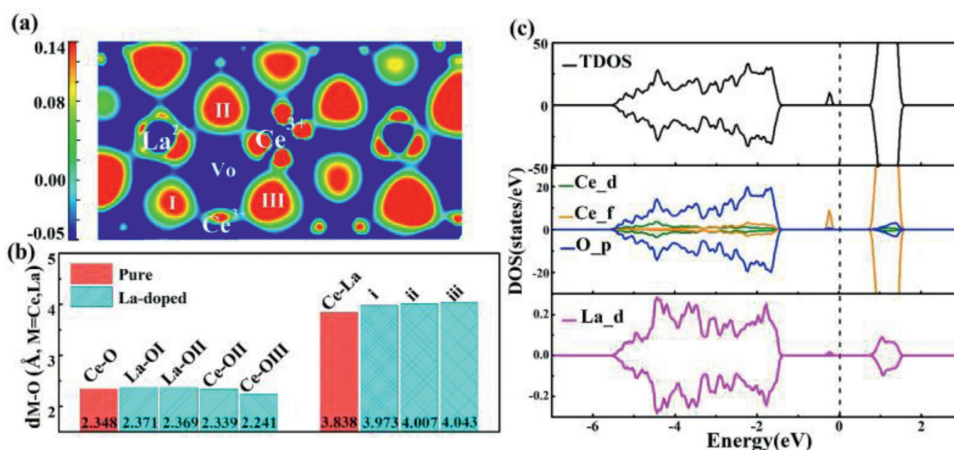 (a)
0.14
0.08
0.00
-0.05
II
La
Ce3+
Vo
I
III
Ce
(b)
dM-O (Å, M=Ce,La)
5
4
3
2
Pure
La-doped
Ce-O
La-OI
La-OII
Ce-OII
Ce-OIII
Ce-La
i
ii
iii
2.348
2.371
2.369
2.339
2.241
3.838
3.973
4.007
4.043
(c)
DOS(states/eV)
50
0
-50
TDOS
20
0
-20
Ce_d
Ce_f
O_p
0.2
0.0
-0.2
La_d
-6
-4
-2
0
2
Energy(eV)